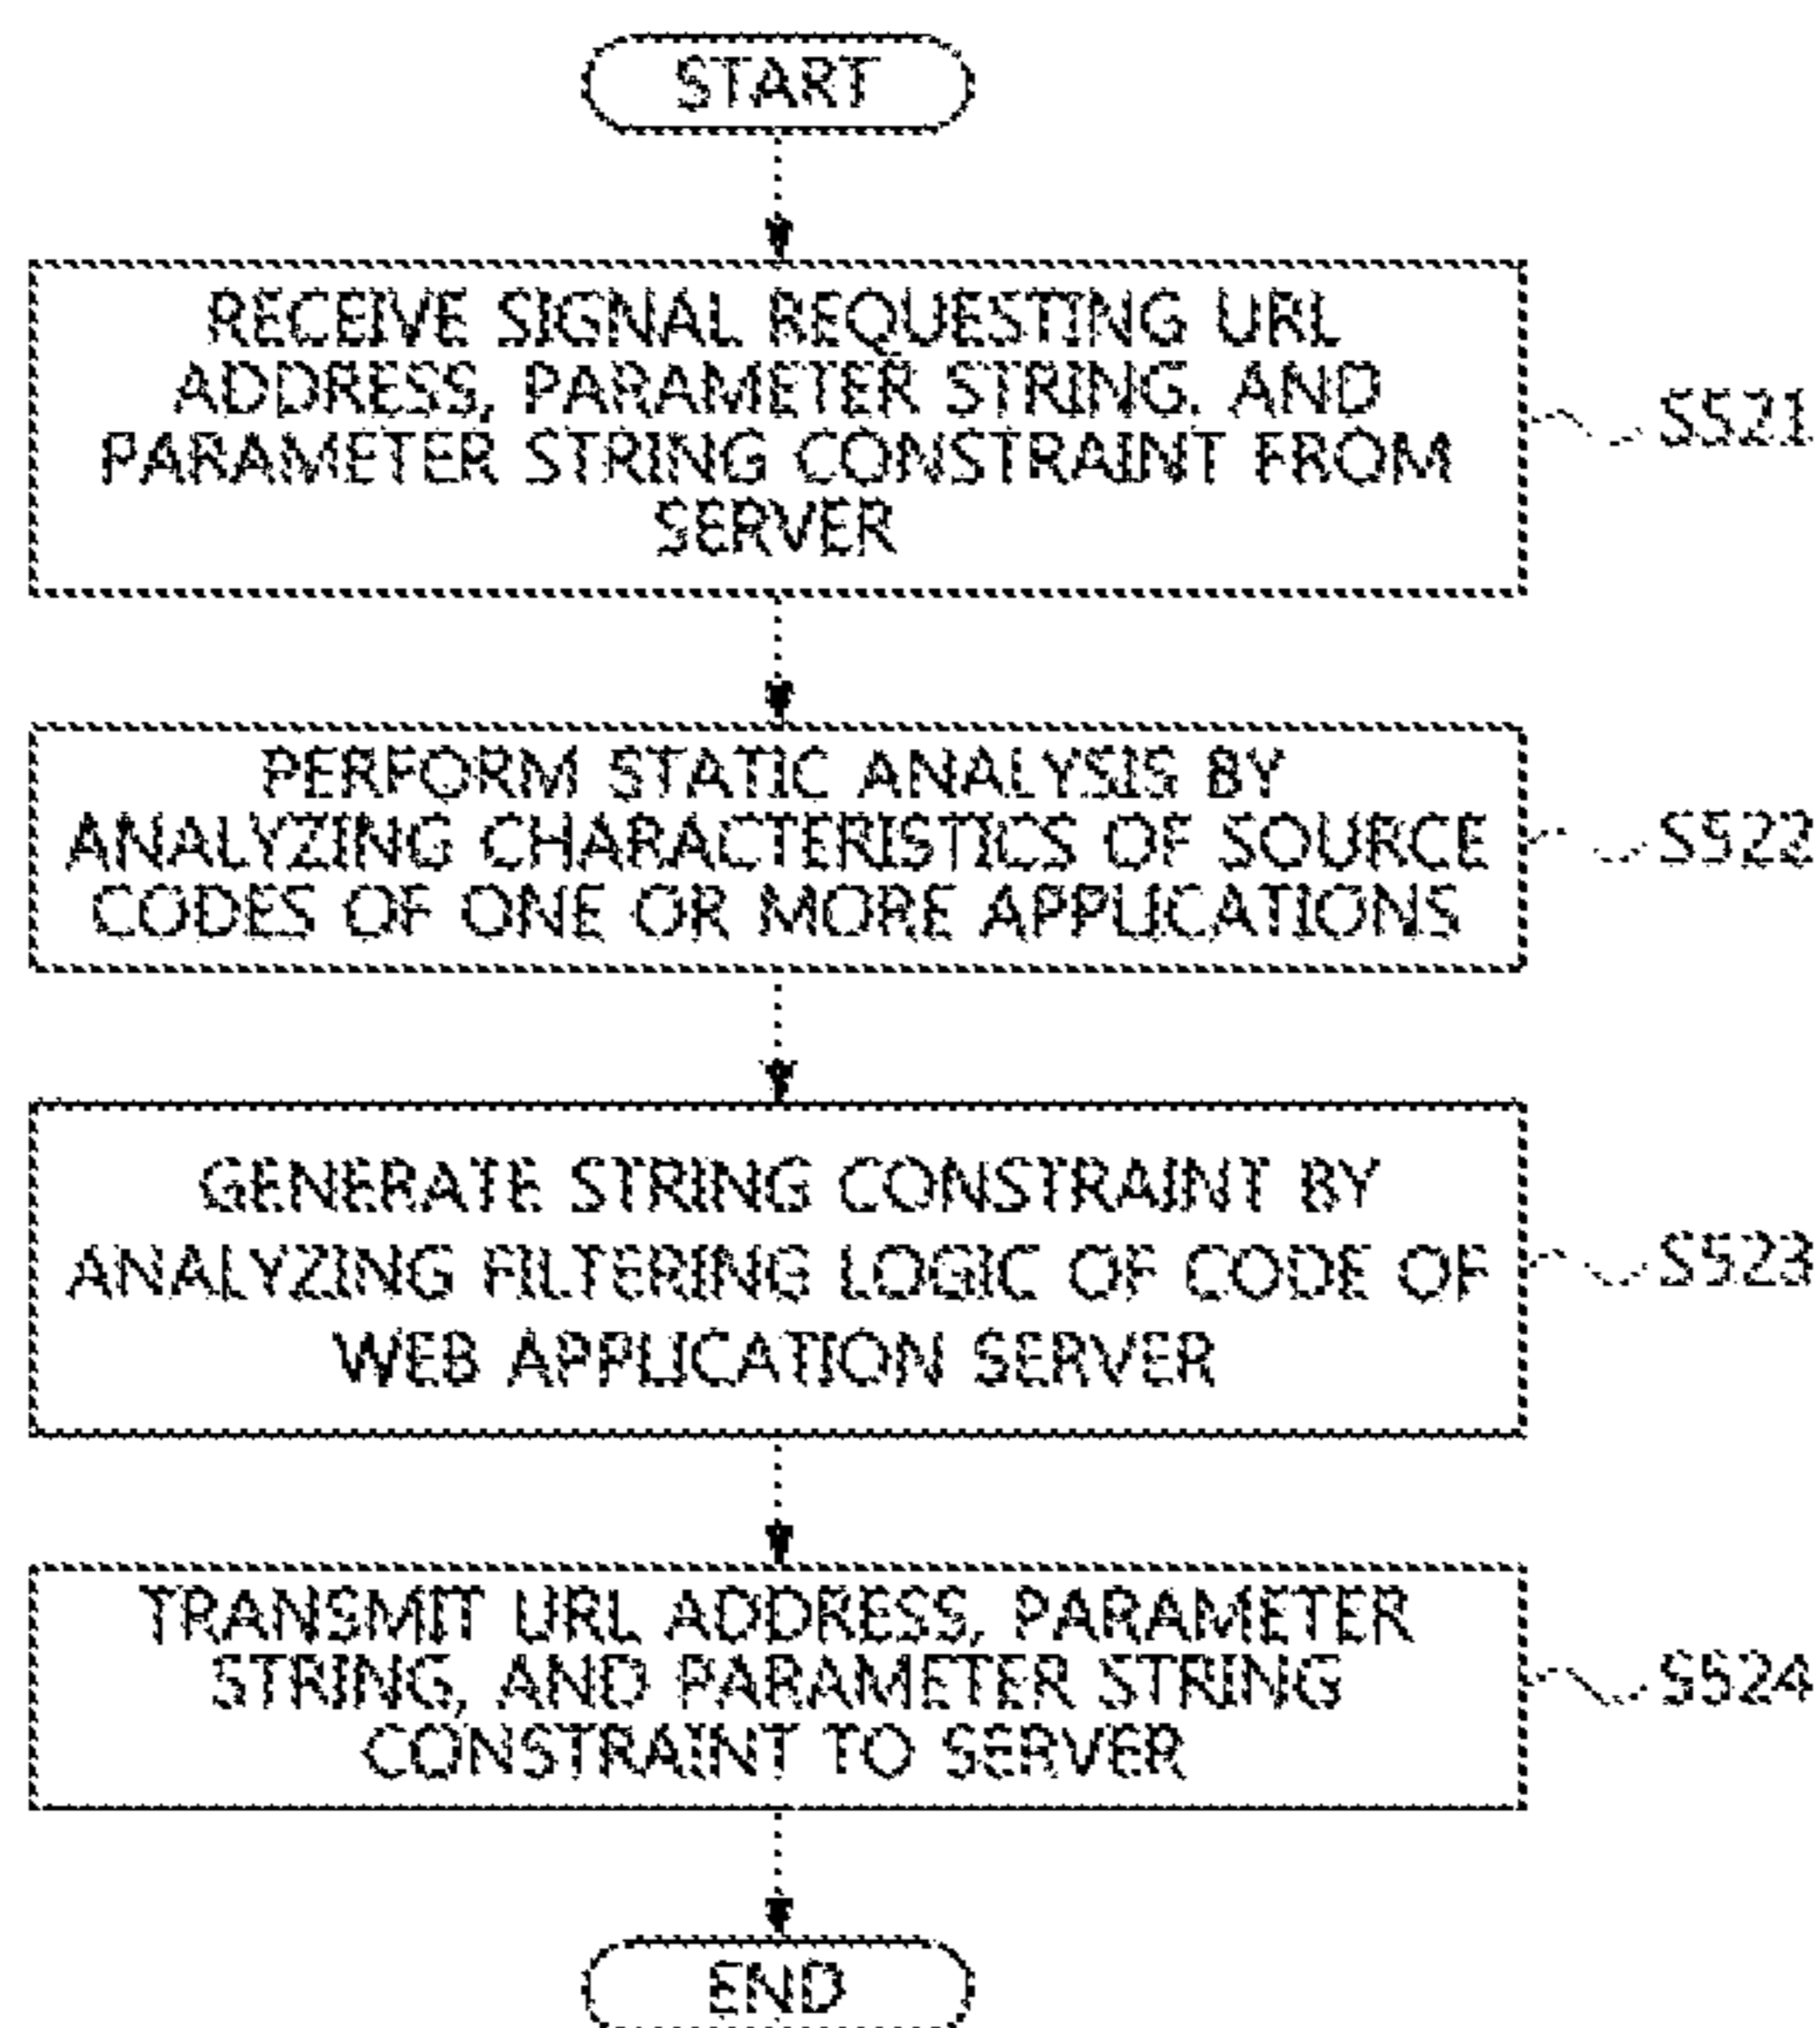 START
RECEIVE SIGNAL REQUESTING URL
ADDRESS, PARAMETER STRING, AND
PARAMETER STRING CONSTRAINT FROM
SERVER
S521
PERFORM STATIC ANALYSIS BY
ANALYZING CHARACTERISTICS OF SOURCE
CODES OF ONE OR MORE APPLICATIONS
S522
GENERATE STRING CONSTRAINT BY
ANALYZING FILTERING LOGIC OF CODE OF
WEB APPLICATION SERVER
S523
TRANSMIT URL ADDRESS, PARAMETER
STRING, AND PARAMETER STRING
CONSTRAINT TO SERVER
S524
END